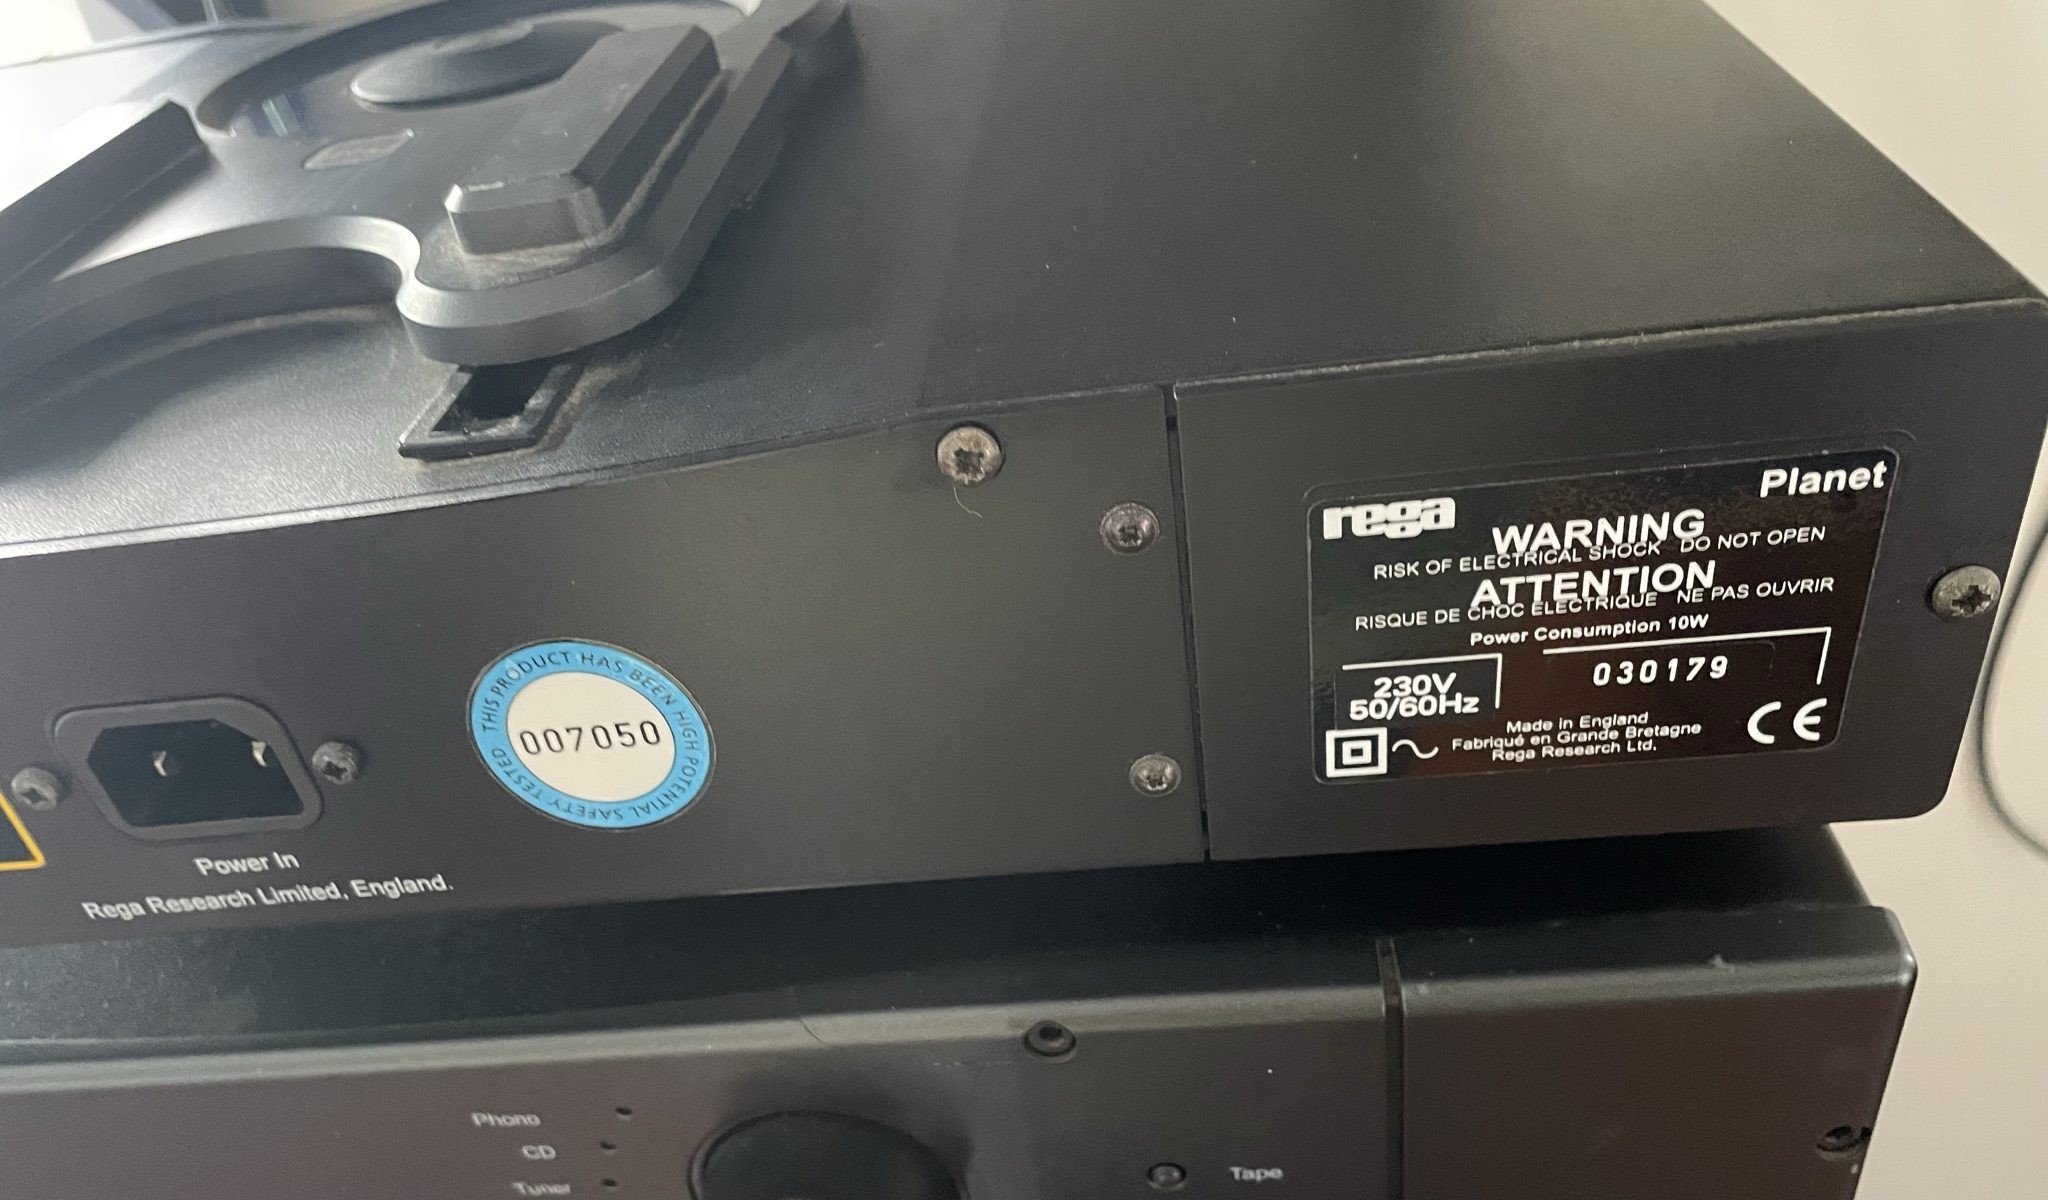 rega
Planet
WARNING
RISK OF ELECTRICAL SHOCK DO NOT OPEN
ATTENTION
RISQUE DE CHOC ELECTRIQUE NE PAS OUVRIR
Power Consumption 10W
030179
230V
50/60Hz
Made in England
Fabriqué en Grande Bretagne
Rega Research Ltd.
CE
THIS PRODUCT HAS BEEN HIGH POTENTIAL SAFETY TESTED
007050
Power In
Rega Research Limited, England.
Phono
CD
Tuner
Tape